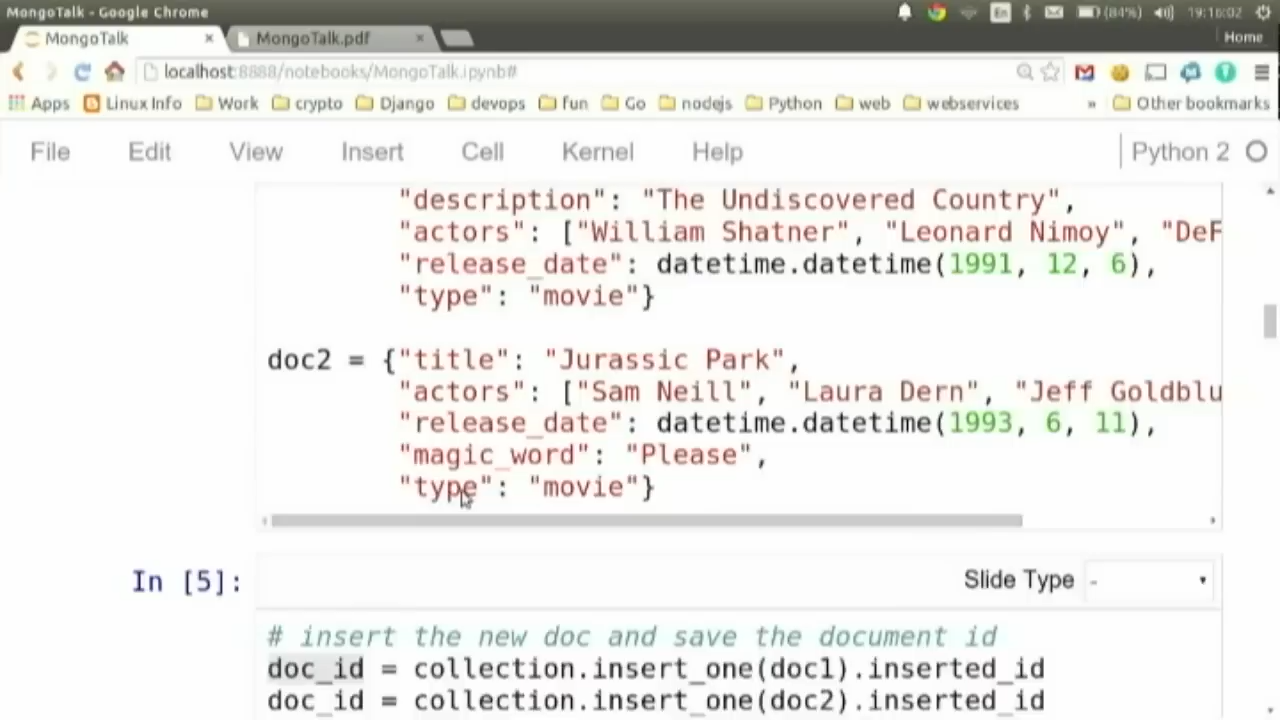 MongoTalk - Google Chrome
En
(84%)
19:16:02
MongoTalk × MongoTalk.pdf ×
Home
localhost:8888/notebooks/MongoTalk.ipynb#
Apps Linux Info Work crypto Django devops fun Go nodejs Python web webservices » Other bookmarks
File Edit View Insert Cell Kernel Help Python 2
"description": "The Undiscovered Country",
"actors": ["William Shatner", "Leonard Nimoy", "DeF
"release_date": datetime.datetime(1991, 12, 6),
"type": "movie"}
doc2 = {"title": "Jurassic Park",
"actors": ["Sam Neill", "Laura Dern", "Jeff Goldblu
"release_date": datetime.datetime(1993, 6, 11),
"magic_word": "Please",
"type": "movie"}
In [5]:
Slide Type -
# insert the new doc and save the document id
doc_id = collection.insert_one(doc1).inserted_id
doc_id = collection.insert_one(doc2).inserted_id